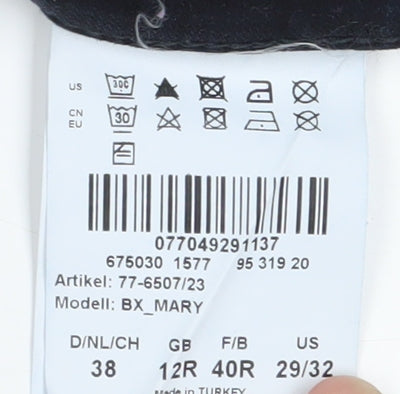 US 30C
CN EU 30
077049291137
675030 1577 95 319 20
Artikel: 77-6507/23
Modell: BX_MARY
D/NL/CH GB F/B US
38 12R 40R 29/32
Made in TURKEY